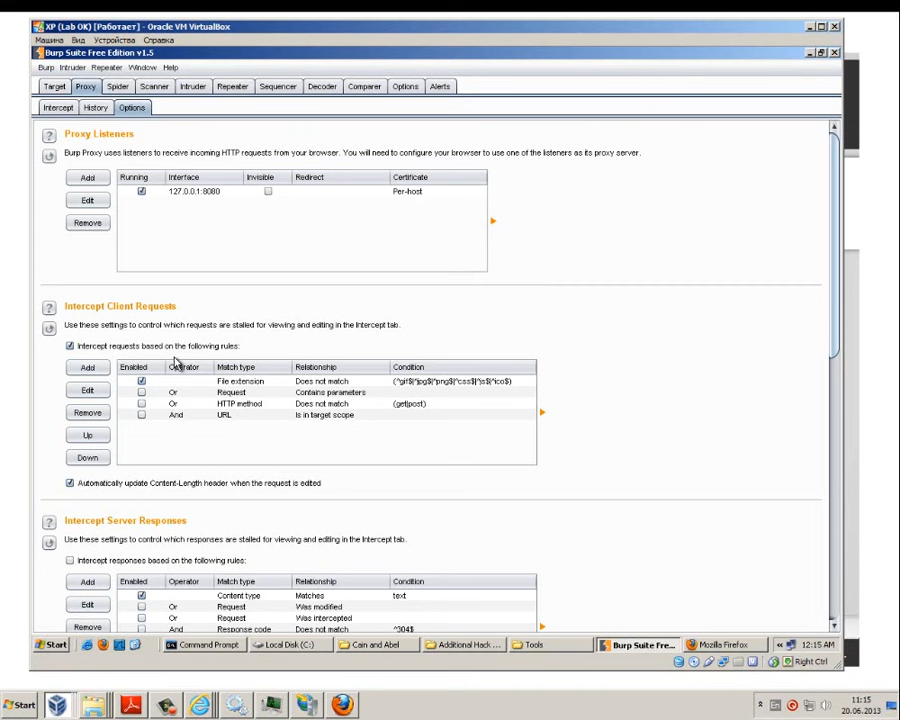 XP (Lab OK) [Работает] - Oracle VM VirtualBox
Машина Вид Устройства Справка
Burp Suite Free Edition v1.5
Burp Intruder Repeater Window Help
Target Proxy Spider Scanner Intruder Repeater Sequencer Decoder Comparer Options Alerts
Intercept History Options
? Proxy Listeners
Burp Proxy uses listeners to receive incoming HTTP requests from your browser. You will need to configure your browser to use one of the listeners as its proxy server.
Add Running Interface Invisible Redirect Certificate
127.0.0.1:8080 Per-host
Edit
Remove
? Intercept Client Requests
Use these settings to control which requests are stalled for viewing and editing in the Intercept tab.
Intercept requests based on the following rules:
Add Enabled Operator Match type Relationship Condition
File extension Does not match (^gif$|^jpg$|^png$|^css$|^js$|^ico$)
Edit Or Request Contains parameters
Or HTTP method Does not match (get|post)
Remove And URL Is in target scope
Up
Down
Automatically update Content-Length header when the request is edited
? Intercept Server Responses
Use these settings to control which responses are stalled for viewing and editing in the Intercept tab.
Intercept responses based on the following rules:
Add Enabled Operator Match type Relationship Condition
Content type Matches text
Edit Or Request Was modified
Or Request Was intercepted
Remove And Response code Does not match ^304$
Start Command Prompt Local Disk (C:) Cain and Abel Additional Hack ... Tools Burp Suite Fre... Mozilla Firefox « 12:15 AM
Right Ctrl
Start EN 11:15
20.06.2013